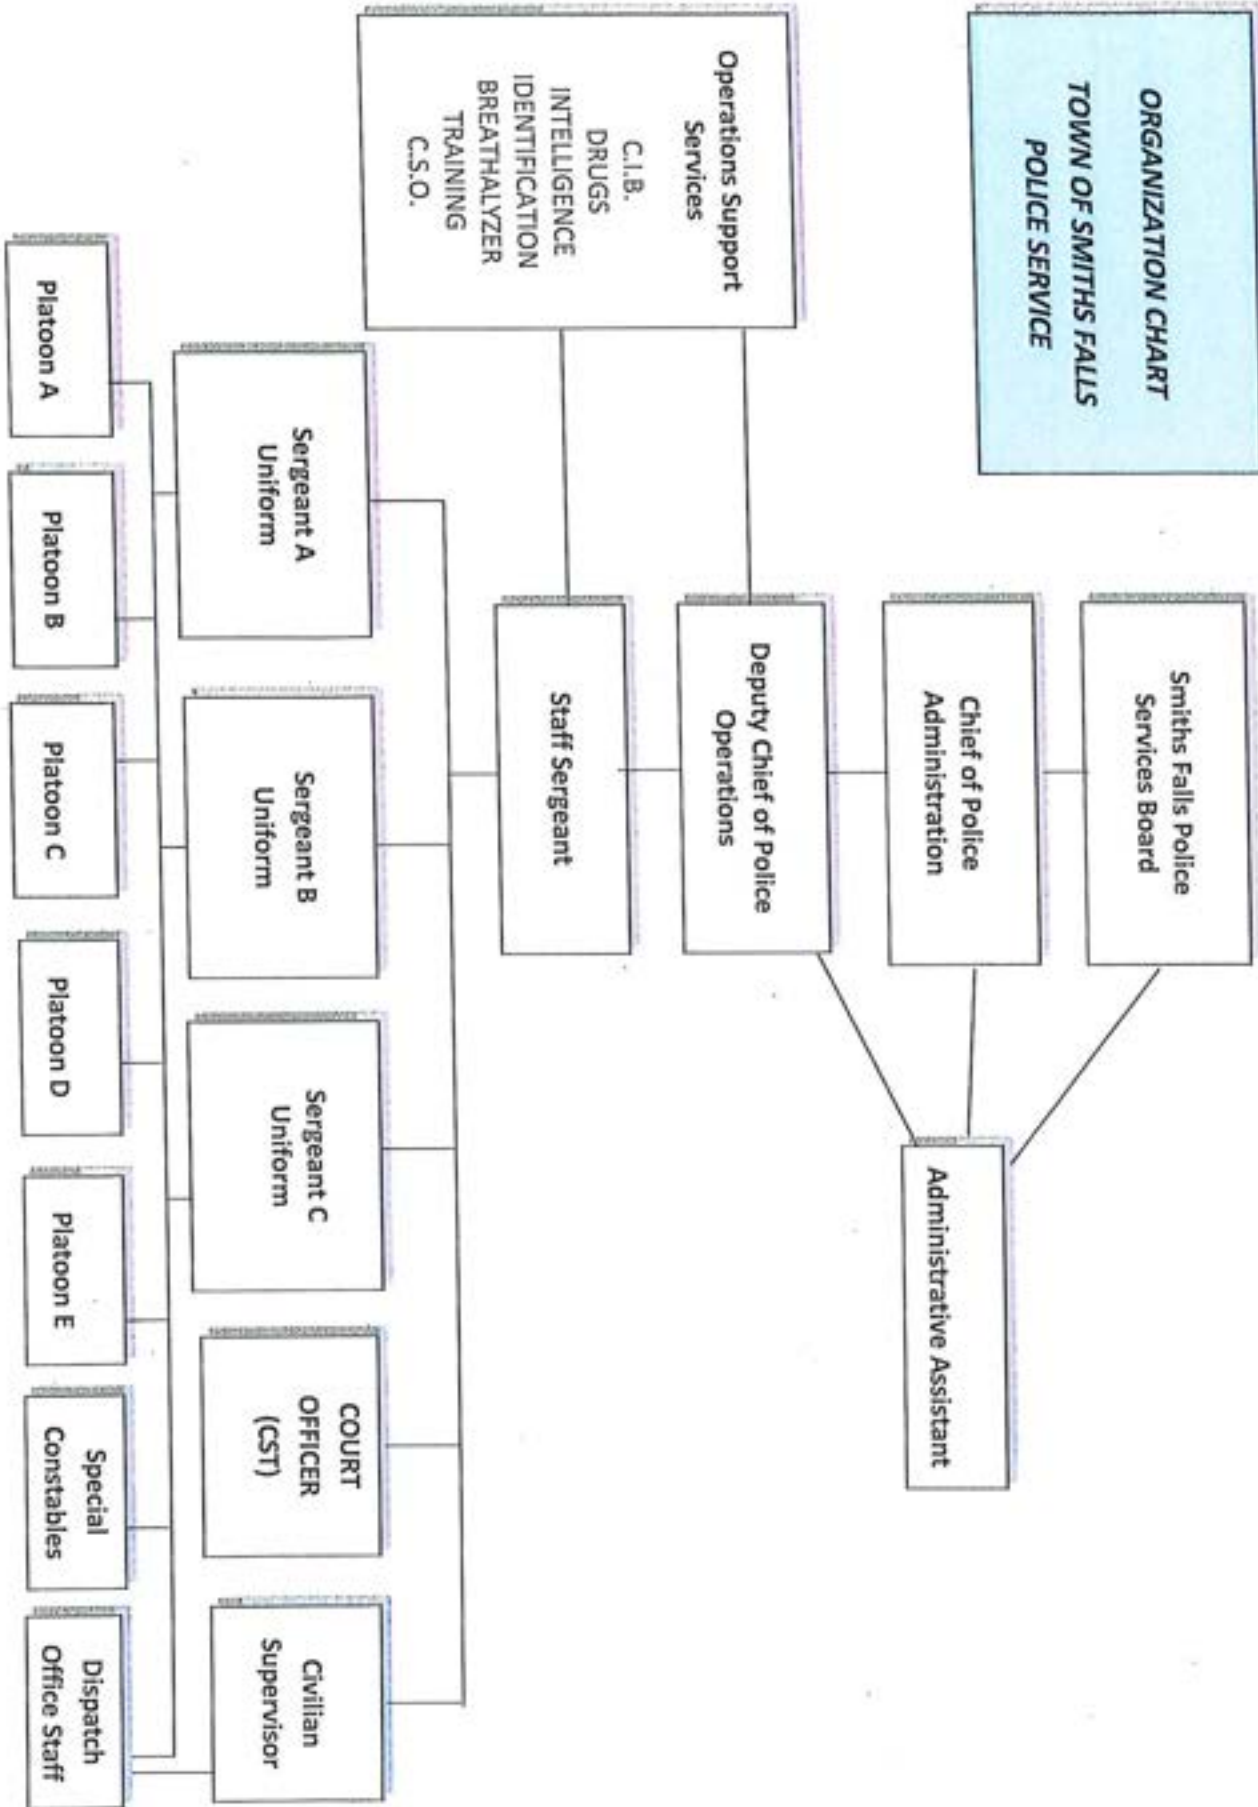 ORGANIZATION CHART
TOWN OF SMITHS FALLS
POLICE SERVICE
Smiths Falls Police
Services Board
Chief of Police
Administration
Administrative Assistant
Deputy Chief of Police
Operations
Operations Support
Services
C.I.B.
DRUGS
INTELLIGENCE
IDENTIFICATION
BREATHALYZER
TRAINING
C.S.O.
Staff Sergeant
Sergeant A
Uniform
Sergeant B
Uniform
Sergeant C
Uniform
COURT
OFFICER
(CST)
Civilian
Supervisor
Platoon A
Platoon B
Platoon C
Platoon D
Platoon E
Special
Constables
Dispatch
Office Staff